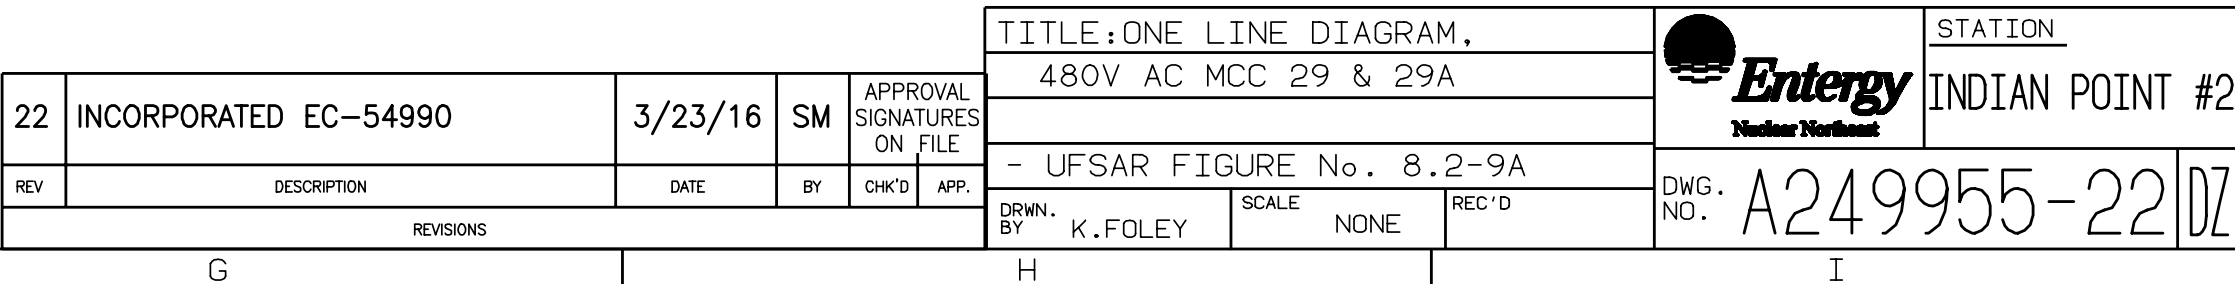 22 INCORPORATED EC-54990 3/23/16 SM APPROVAL SIGNATURES ON FILE
REV DESCRIPTION DATE BY CHK'D APP.
REVISIONS
TITLE:ONE LINE DIAGRAM,
480V AC MCC 29 & 29A
- UFSAR FIGURE No. 8.2-9A
DRWN. BY K.FOLEY SCALE NONE REC'D
Entergy
Nuclear Northeast
STATION
INDIAN POINT #2
DWG. NO. A249955-22 DZ
G H I